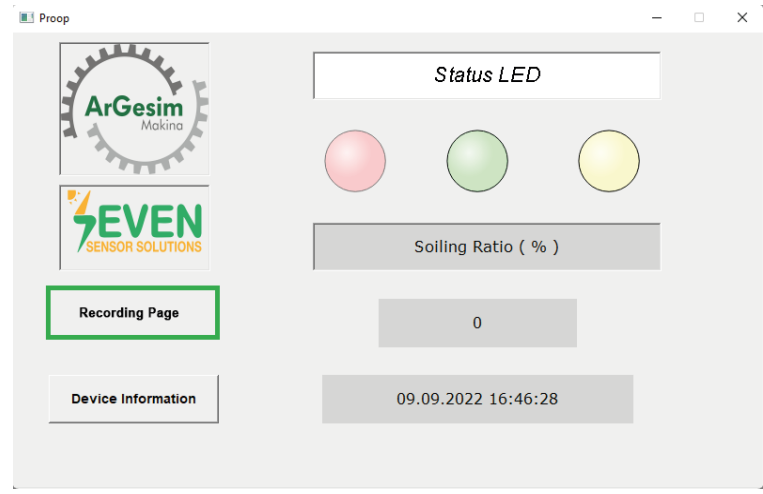 Proop
ArGesim
Makina
SEVEN
SENSOR SOLUTIONS
Recording Page
Device Information
Status LED
Soiling Ratio ( % )
0
09.09.2022 16:46:28